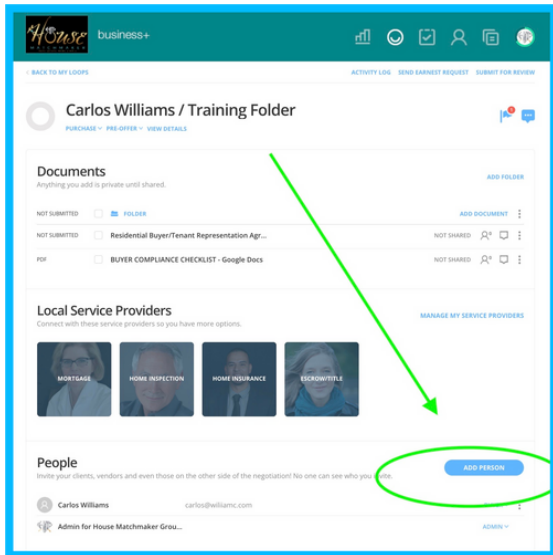 House
MATCHMAKER
business+
‹ BACK TO MY LOOPS
ACTIVITY LOG SEND EARNEST REQUEST SUBMIT FOR REVIEW
Carlos Williams / Training Folder
PURCHASE PRE-OFFER VIEW DETAILS
Documents
Anything you add is private until shared.
ADD FOLDER
NOT SUBMITTED FOLDER ADD DOCUMENT
NOT SUBMITTED Residential Buyer/Tenant Representation Agr... NOT SHARED
PDF BUYER COMPLIANCE CHECKLIST - Google Docs NOT SHARED
Local Service Providers
Connect with these service providers so you have more options.
MANAGE MY SERVICE PROVIDERS
MORTGAGE HOME INSPECTION HOME INSURANCE ESCROW/TITLE
People
Invite your clients, vendors and even those on the other side of the negotiation! No one can see who you invite.
ADD PERSON
Carlos Williams carlos@wiliamc.com
Admin for House Matchmaker Grou... ADMIN